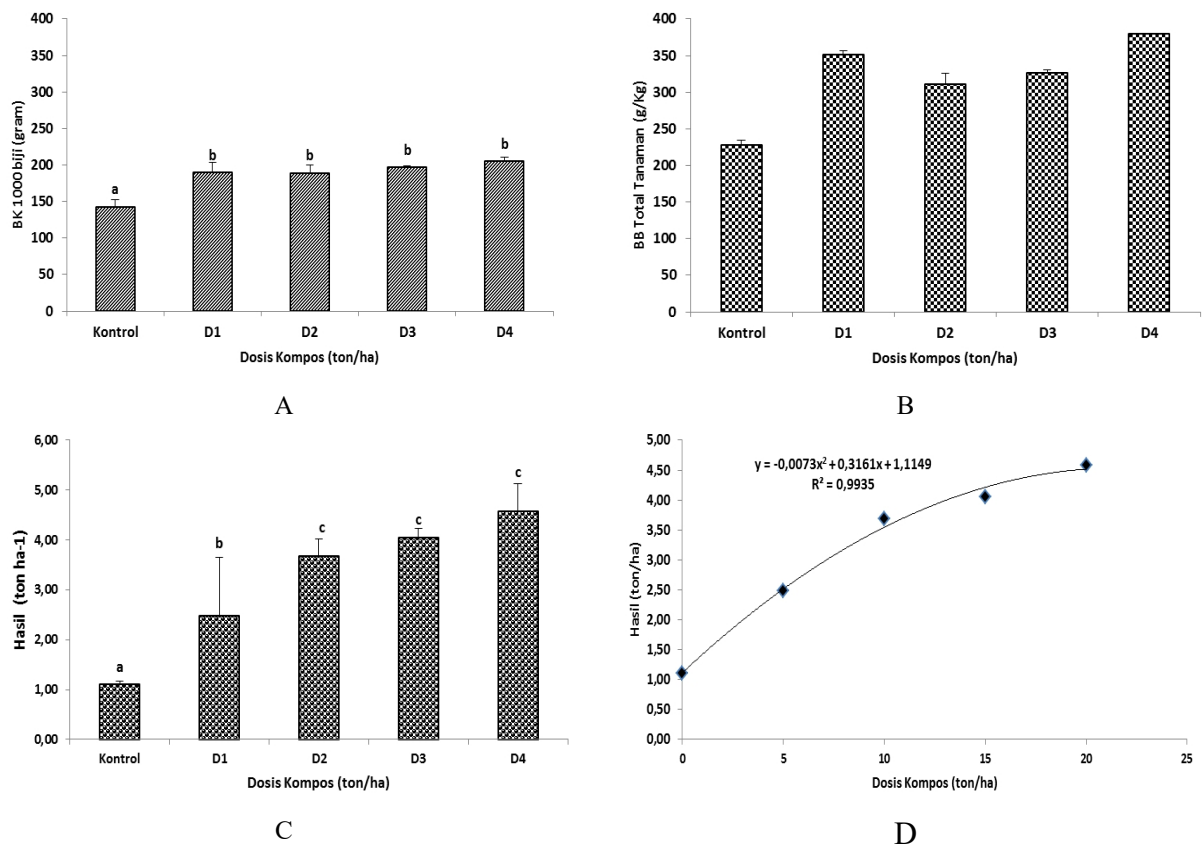 400
350
300
250
200
150
100
50
0
BK 1000 biji (gram)
a
b
b
b
b
Kontrol D1 D2 D3 D4
Dosis Kompos (ton/ha)
A
400
350
300
250
200
150
100
50
0
BB Total Tanaman (g/Kg)
Kontrol D1 D2 D3 D4
Dosis Kompos (ton/ha)
B
6,00
5,00
4,00
3,00
2,00
1,00
0,00
Hasil (ton ha-1)
a
b
c
c
c
Kontrol D1 D2 D3 D4
Dosis Kompos (ton/ha)
C
5,00
4,50
4,00
3,50
3,00
2,50
2,00
1,50
1,00
0,50
0,00
Hasil (ton/ha)
y = -0,0073x² + 0,3161x + 1,1149
R² = 0,9935
0 5 10 15 20 25
Dosis Kompos (ton/ha)
D